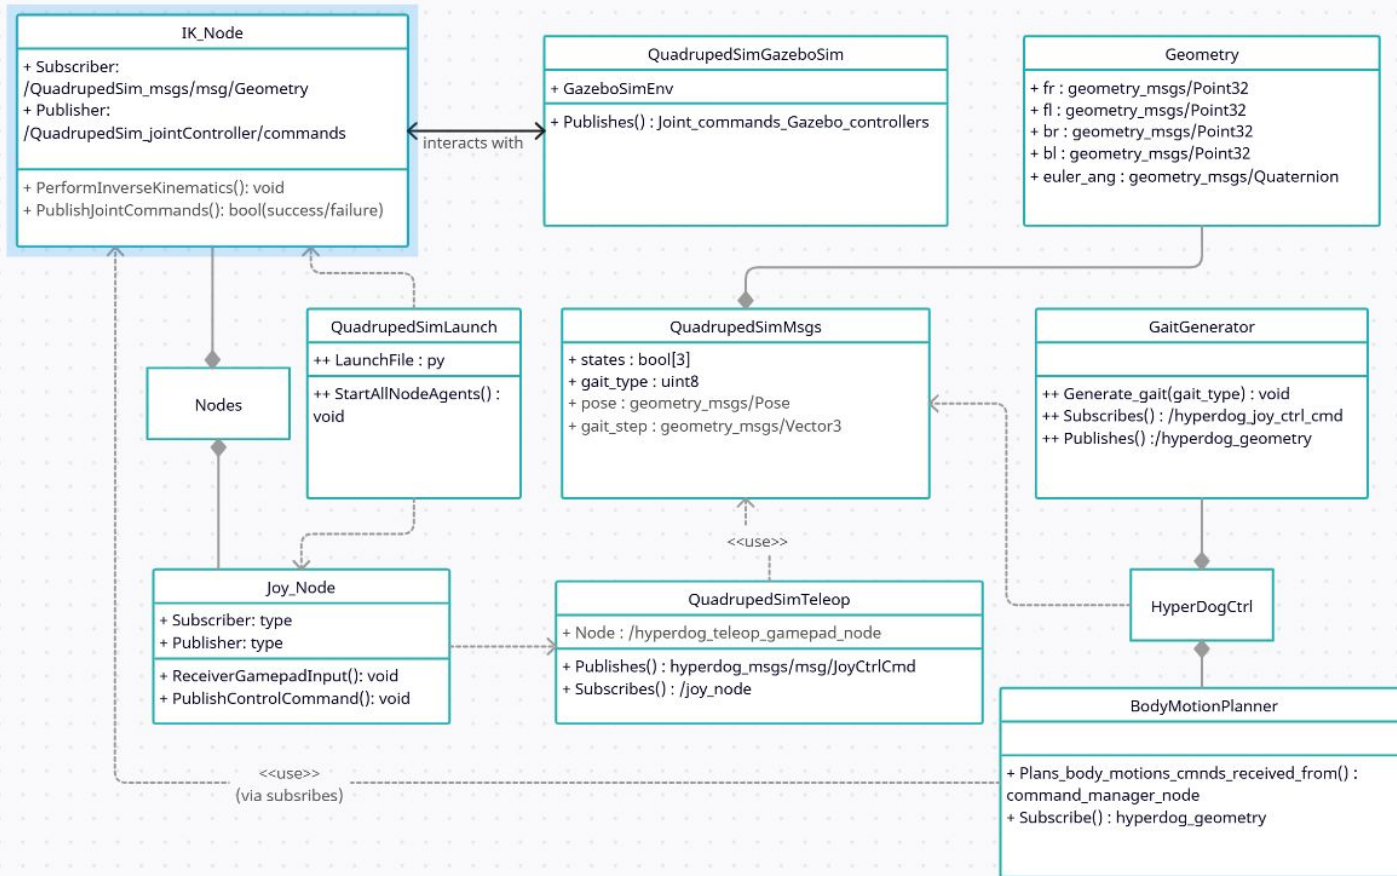 IK_Node
+ Subscriber:
/QuadrupedSim_msgs/msg/Geometry
+ Publisher:
/QuadrupedSim_jointController/commands
+ PerformInverseKinematics(): void
+ PublishJointCommands(): bool(success/failure)
interacts with
QuadrupedSimGazeboSim
+ GazeboSimEnv
+ Publishes() : Joint_commands_Gazebo_controllers
Geometry
+ fr : geometry_msgs/Point32
+ fl : geometry_msgs/Point32
+ br : geometry_msgs/Point32
+ bl : geometry_msgs/Point32
+ euler_ang : geometry_msgs/Quaternion
Nodes
QuadrupedSimLaunch
++ LaunchFile : py
++ StartAllNodeAgents() :
void
QuadrupedSimMsgs
+ states : bool[3]
+ gait_type : uint8
+ pose : geometry_msgs/Pose
+ gait_step : geometry_msgs/Vector3
GaitGenerator
++ Generate_gait(gait_type) : void
++ Subscribes() : /hyperdog_joy_ctrl_cmd
++ Publishes() :/hyperdog_geometry
<<use>>
Joy_Node
+ Subscriber: type
+ Publisher: type
+ ReceiverGamepadInput(): void
+ PublishControlCommand(): void
QuadrupedSimTeleop
+ Node : /hyperdog_teleop_gamepad_node
+ Publishes() : hyperdog_msgs/msg/JoyCtrlCmd
+ Subscribes() : /joy_node
HyperDogCtrl
BodyMotionPlanner
+ Plans_body_motions_cmnds_received_from() :
command_manager_node
+ Subscribe() : hyperdog_geometry
<<use>>
(via subsribes)